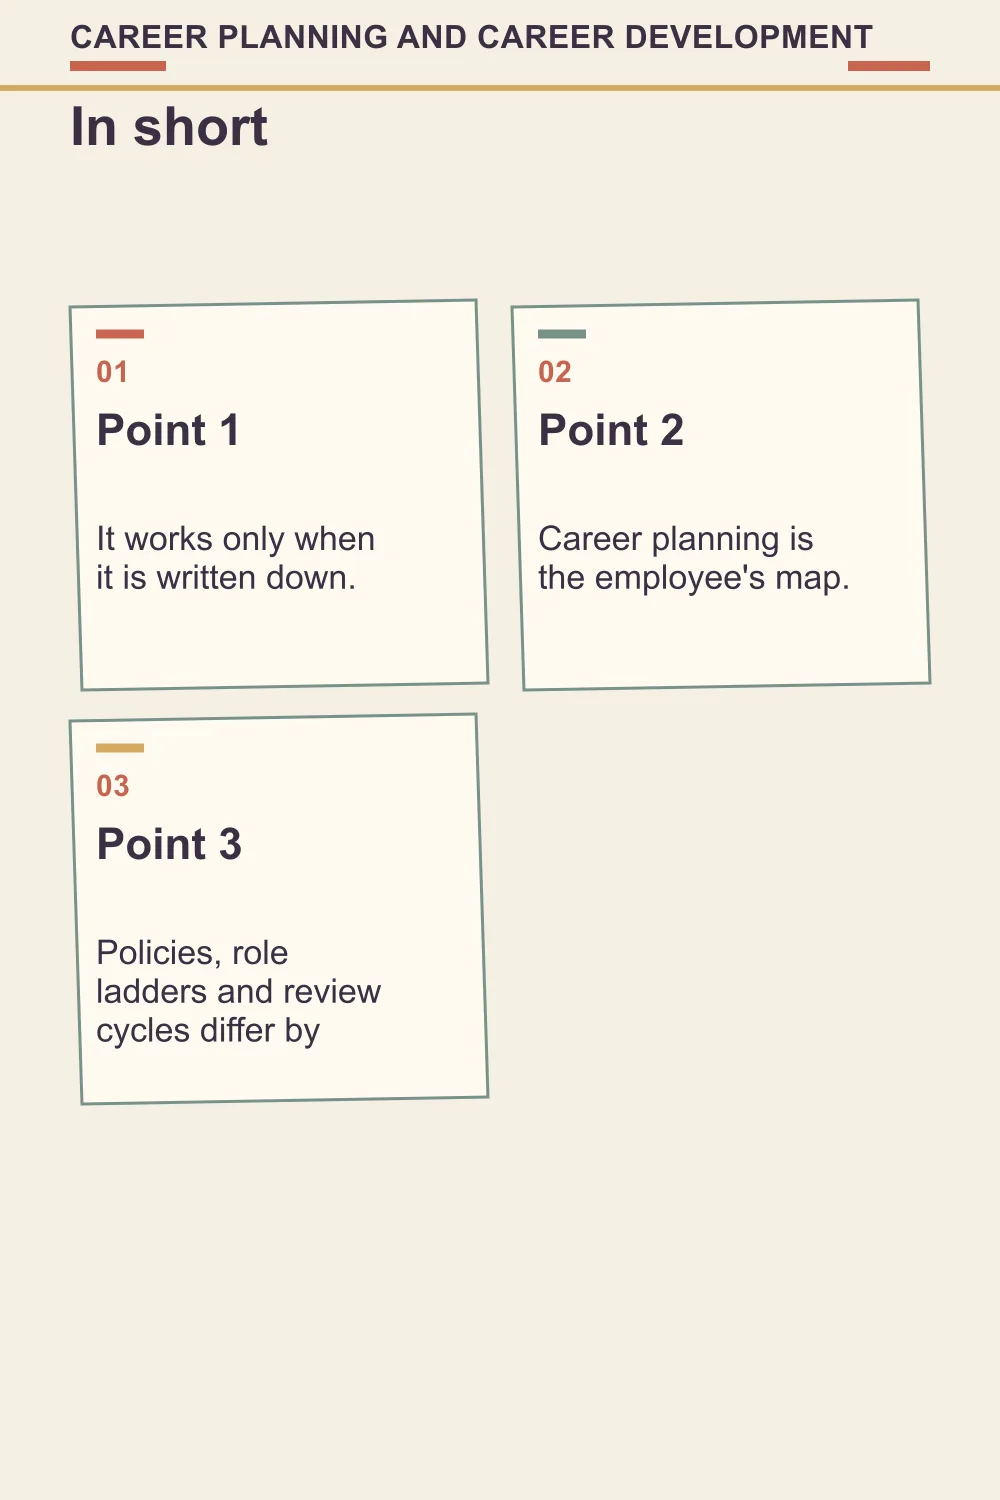 CAREER PLANNING AND CAREER DEVELOPMENT
In short
01
Point 1
It works only when
it is written down.
02
Point 2
Career planning is
the employee's map.
03
Point 3
Policies, role
ladders and review
cycles differ by